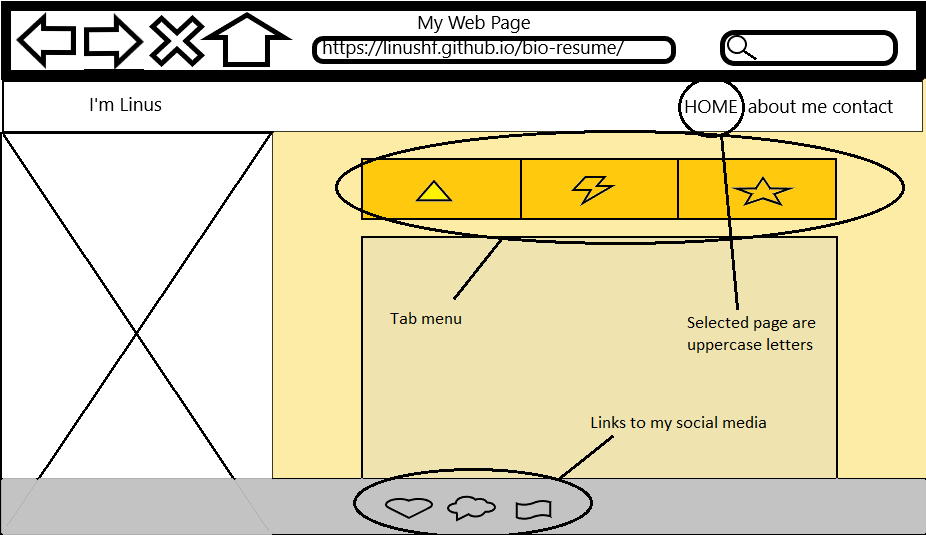 My Web Page
https://linushf.github.io/bio-resume/
I'm Linus
HOME about me contact
Tab menu
Selected page are
uppercase letters
Links to my social media